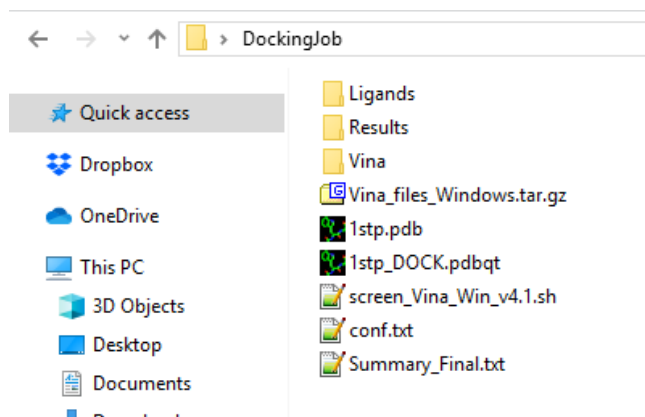 DockingJob
Quick access
Dropbox
OneDrive
This PC
3D Objects
Desktop
Documents
Ligands
Results
Vina
Vina_files_Windows.tar.gz
1stp.pdb
1stp_DOCK.pdbqt
screen_Vina_Win_v4.1.sh
conf.txt
Summary_Final.txt